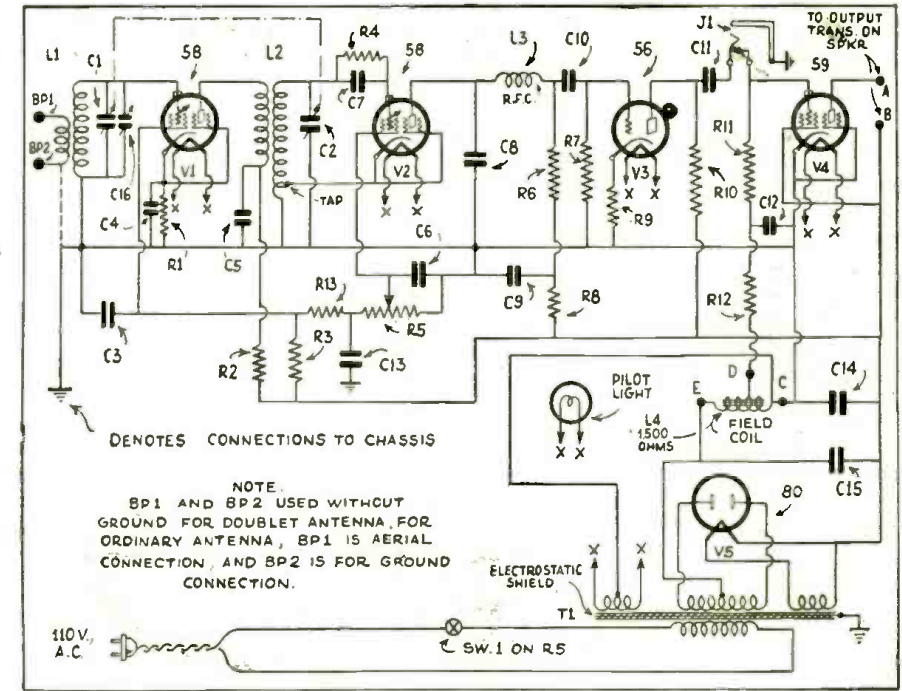 L1
C1
58
L2
R4
C7
58
L3
R.F.C.
C10
56
C11
J1
TO OUTPUT
TRANS. ON
SPKR
59
A
B
BP1
BP2
C16
V1
C4
R1
X X
C5
TAP
C2
V2
X X
C8
R6
R7
V3
X X
R9
R10
R11
C12
V4
X X
C6
R13
R5
C9
R8
R12
C3
R2
R3
C13
D
E
C
C14
L4
1,500
OHMS
FIELD
COIL
PILOT
LIGHT
X X
C15
80
V5
DENOTES CONNECTIONS TO CHASSIS
NOTE.
BP1 AND BP2 USED WITHOUT
GROUND FOR DOUBLET ANTENNA, FOR
ORDINARY ANTENNA, BP1 IS AERIAL
CONNECTION, AND BP2 IS FOR GROUND
CONNECTION.
X X
ELECTROSTATIC
SHIELD
T1
110 V.,
A.C.
SW.1 ON R5